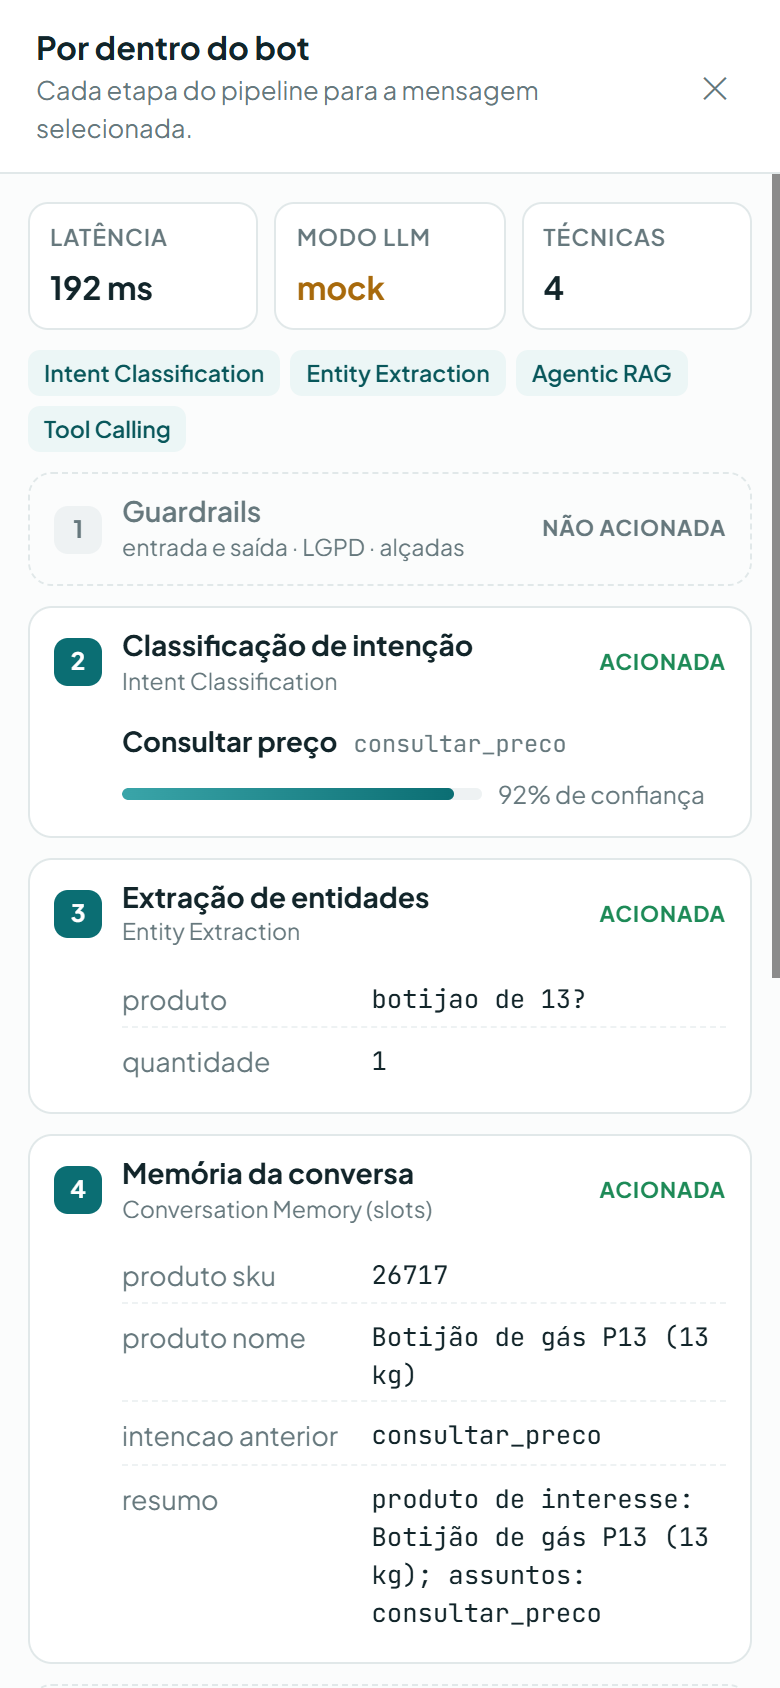 Por dentro do bot
Cada etapa do pipeline para a mensagem
selecionada.
LATÊNCIA
192 ms
MODO LLM
mock
TÉCNICAS
4
Intent Classification
Entity Extraction
Agentic RAG
Tool Calling
1
Guardrails
entrada e saída · LGPD · alçadas
NÃO ACIONADA
2
Classificação de intenção
Intent Classification
ACIONADA
Consultar preço consultar_preco
92% de confiança
3
Extração de entidades
Entity Extraction
ACIONADA
produto botijao de 13?
quantidade 1
4
Memória da conversa
Conversation Memory (slots)
ACIONADA
produto sku 26717
produto nome Botijão de gás P13 (13
kg)
intencao anterior consultar_preco
resumo produto de interesse:
Botijão de gás P13 (13
kg); assuntos:
consultar_preco